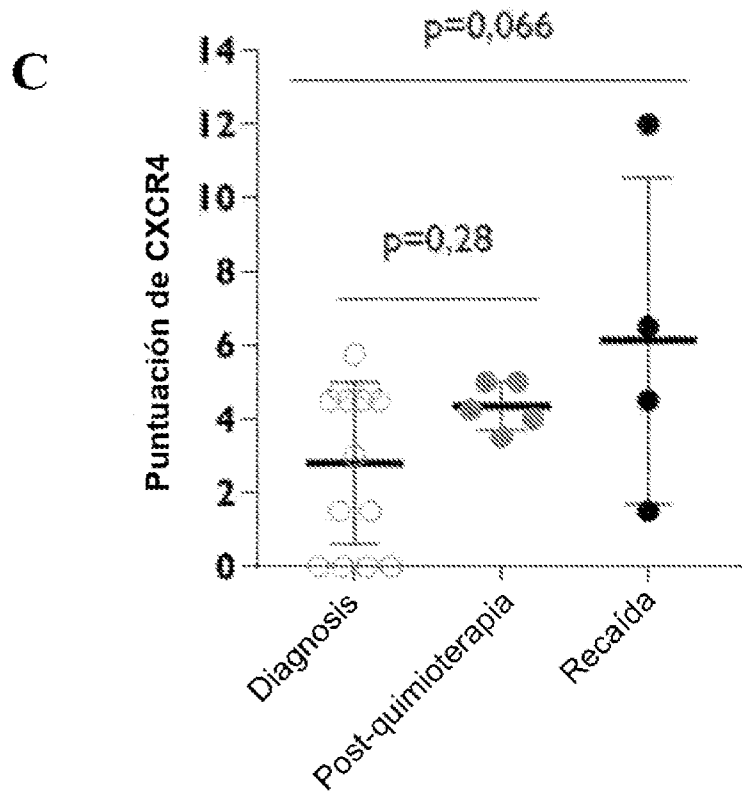 C
p=0,066
14
12
10
8
6
4
2
0
Puntuación de CXCR4
p=0,28
Diagnosis
Post-quimioterapia
Recaída